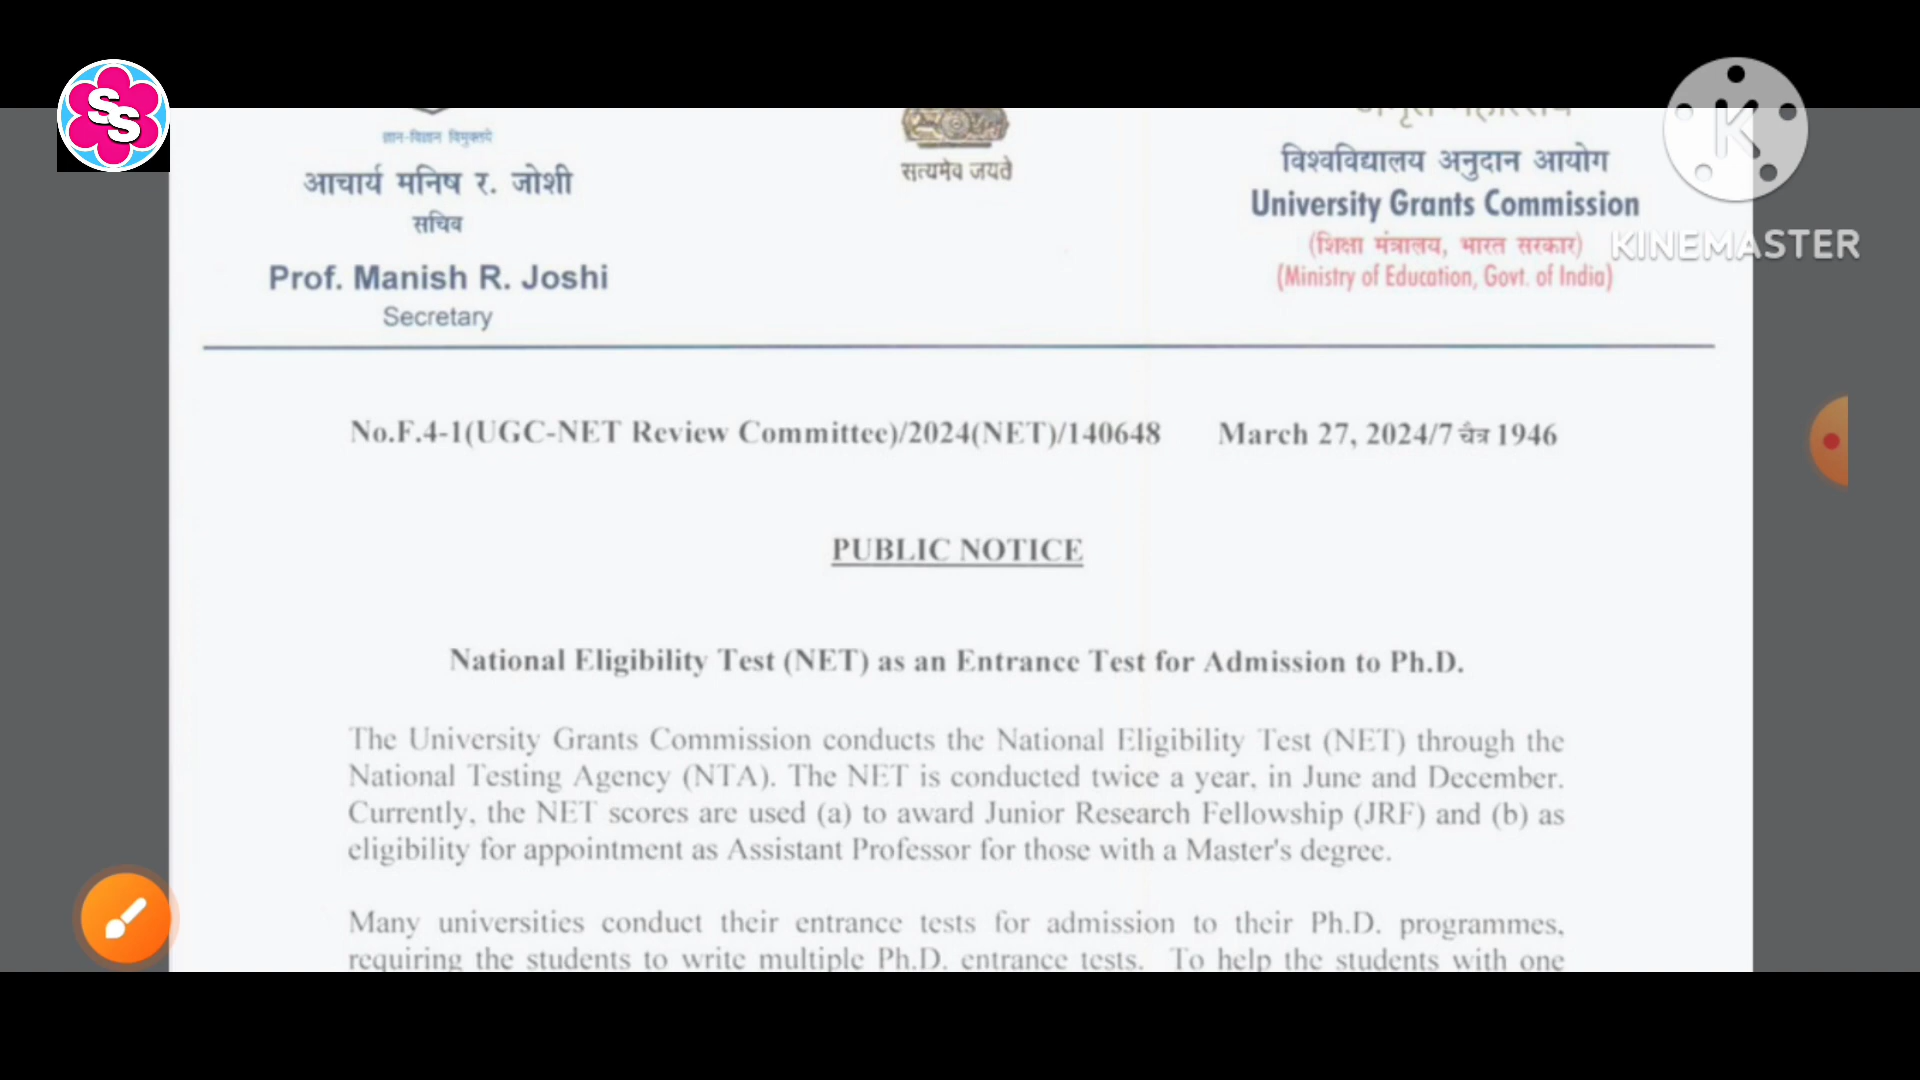 SS
ज्ञान-विज्ञान विमुक्तये
आचार्य मनिष र. जोशी
सचिव
Prof. Manish R. Joshi
Secretary
सत्यमेव जयते
अमृत महोत्सव
विश्वविद्यालय अनुदान आयोग
University Grants Commission
(शिक्षा मंत्रालय, भारत सरकार)
(Ministry of Education, Govt. of India)
K
KINEMASTER
No.F.4-1(UGC-NET Review Committee)/2024(NET)/140648 March 27, 2024/7 चैत्र 1946
PUBLIC NOTICE
National Eligibility Test (NET) as an Entrance Test for Admission to Ph.D.
The University Grants Commission conducts the National Eligibility Test (NET) through the
National Testing Agency (NTA). The NET is conducted twice a year, in June and December.
Currently, the NET scores are used (a) to award Junior Research Fellowship (JRF) and (b) as
eligibility for appointment as Assistant Professor for those with a Master's degree.
Many universities conduct their entrance tests for admission to their Ph.D. programmes,
requiring the students to write multiple Ph.D. entrance tests. To help the students with one